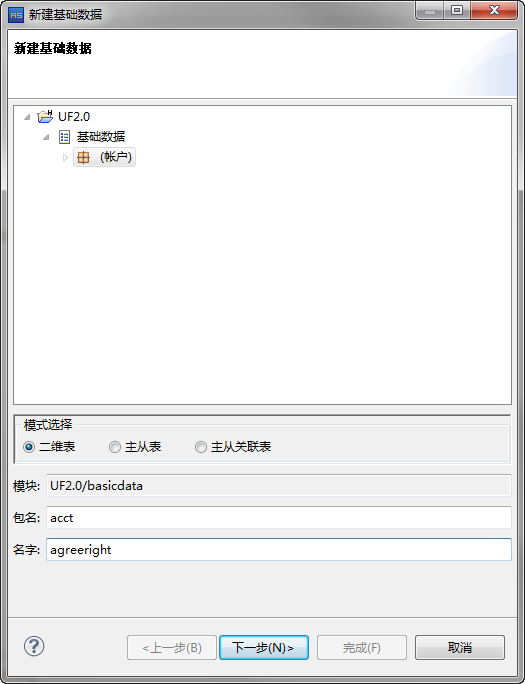 新建基础数据
新建基础数据
UF2.0
基础数据
(帐户)
模式选择
二维表 主从表 主从关联表
模块: UF2.0/basicdata
包名: acct
名字: agreeright
? <上一步(B) 下一步(N)> 完成(F) 取消